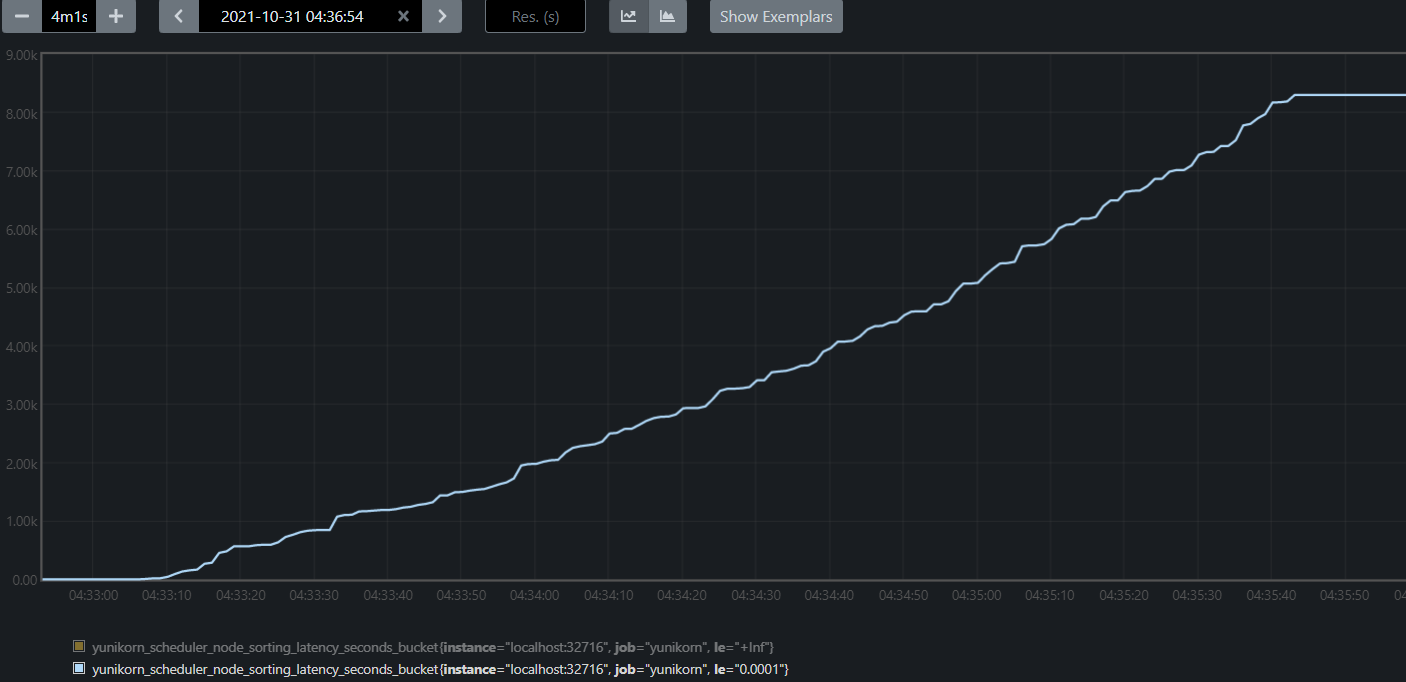 4m1s 2021-10-31 04:36:54 Res. (s) Show Exemplars
9.00k
8.00k
7.00k
6.00k
5.00k
4.00k
3.00k
2.00k
1.00k
0.00
04:33:00 04:33:10 04:33:20 04:33:30 04:33:40 04:33:50 04:34:00 04:34:10 04:34:20 04:34:30 04:34:40 04:34:50 04:35:00 04:35:10 04:35:20 04:35:30 04:35:40 04:35:50
yunikorn_scheduler_node_sorting_latency_seconds_bucket{instance="localhost:32716", job="yunikorn", le="+Inf"}
yunikorn_scheduler_node_sorting_latency_seconds_bucket{instance="localhost:32716", job="yunikorn", le="0.0001"}